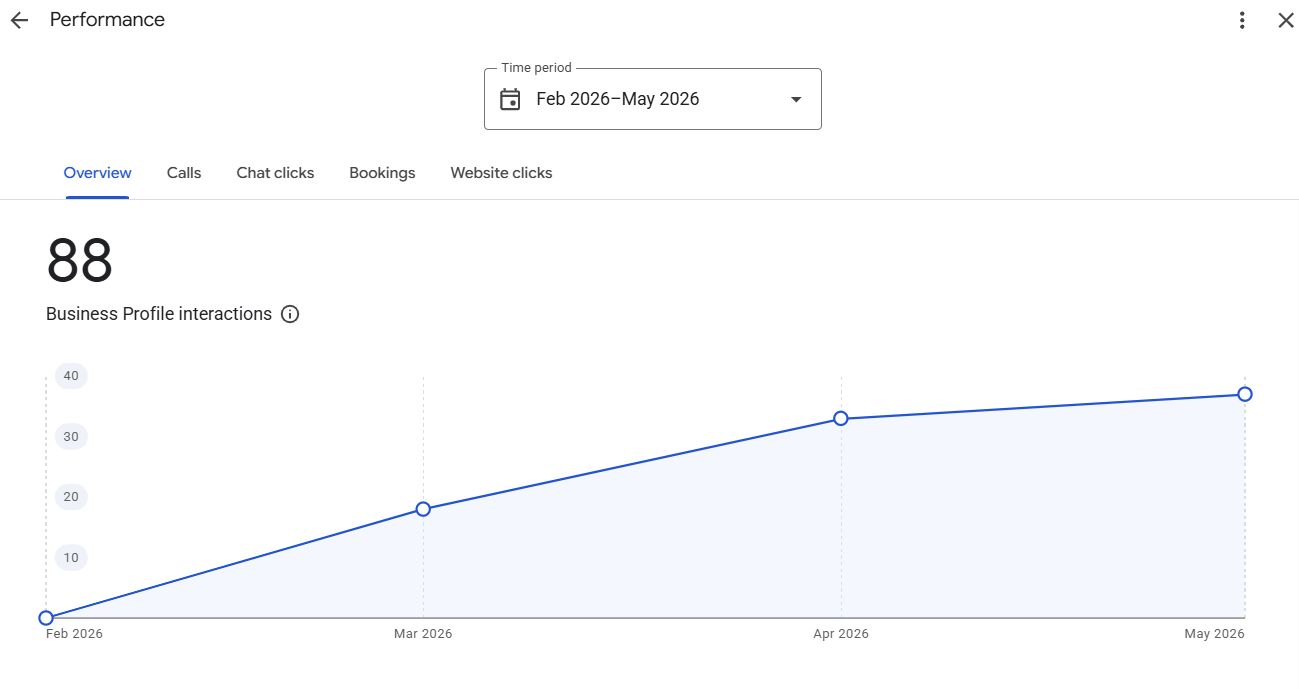 Performance
Time period
Feb 2026–May 2026
Overview Calls Chat clicks Bookings Website clicks
88
Business Profile interactions
40
30
20
10
Feb 2026 Mar 2026 Apr 2026 May 2026